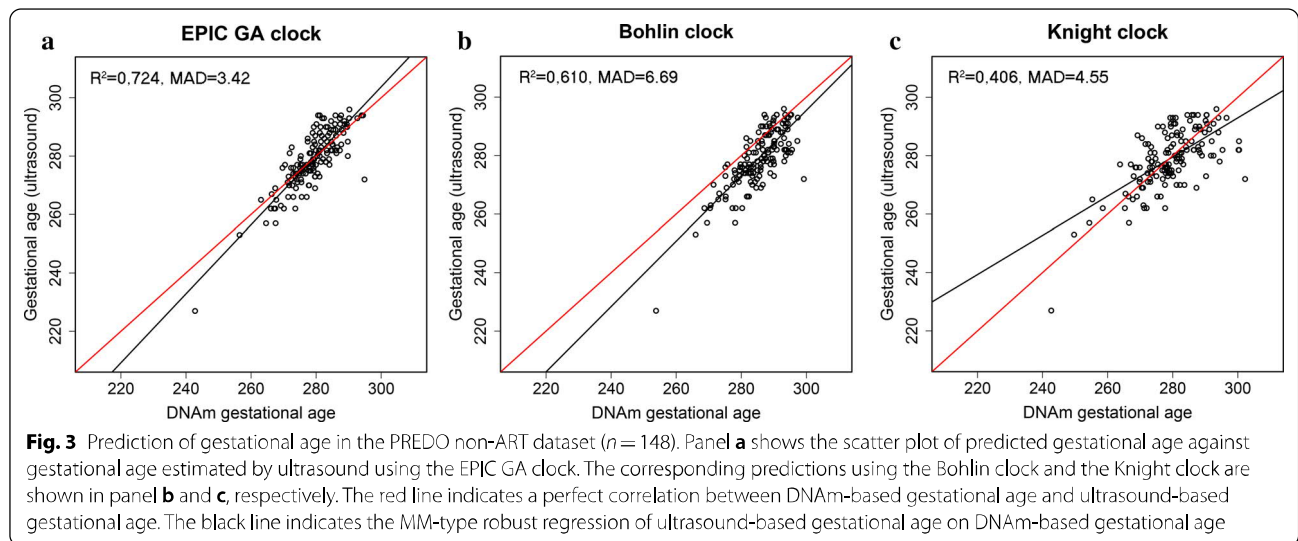 a
EPIC GA clock
R²=0,724, MAD=3.42
Gestational age (ultrasound)
300
280
260
240
220
220 240 260 280 300
DNAm gestational age
b
Bohlin clock
R²=0,610, MAD=6.69
Gestational age (ultrasound)
300
280
260
240
220
220 240 260 280 300
DNAm gestational age
c
Knight clock
R²=0,406, MAD=4.55
Gestational age (ultrasound)
300
280
260
240
220
220 240 260 280 300
DNAm gestational age
Fig. 3 Prediction of gestational age in the PREDO non-ART dataset (n = 148). Panel a shows the scatter plot of predicted gestational age against
gestational age estimated by ultrasound using the EPIC GA clock. The corresponding predictions using the Bohlin clock and the Knight clock are
shown in panel b and c, respectively. The red line indicates a perfect correlation between DNAm-based gestational age and ultrasound-based
gestational age. The black line indicates the MM-type robust regression of ultrasound-based gestational age on DNAm-based gestational age